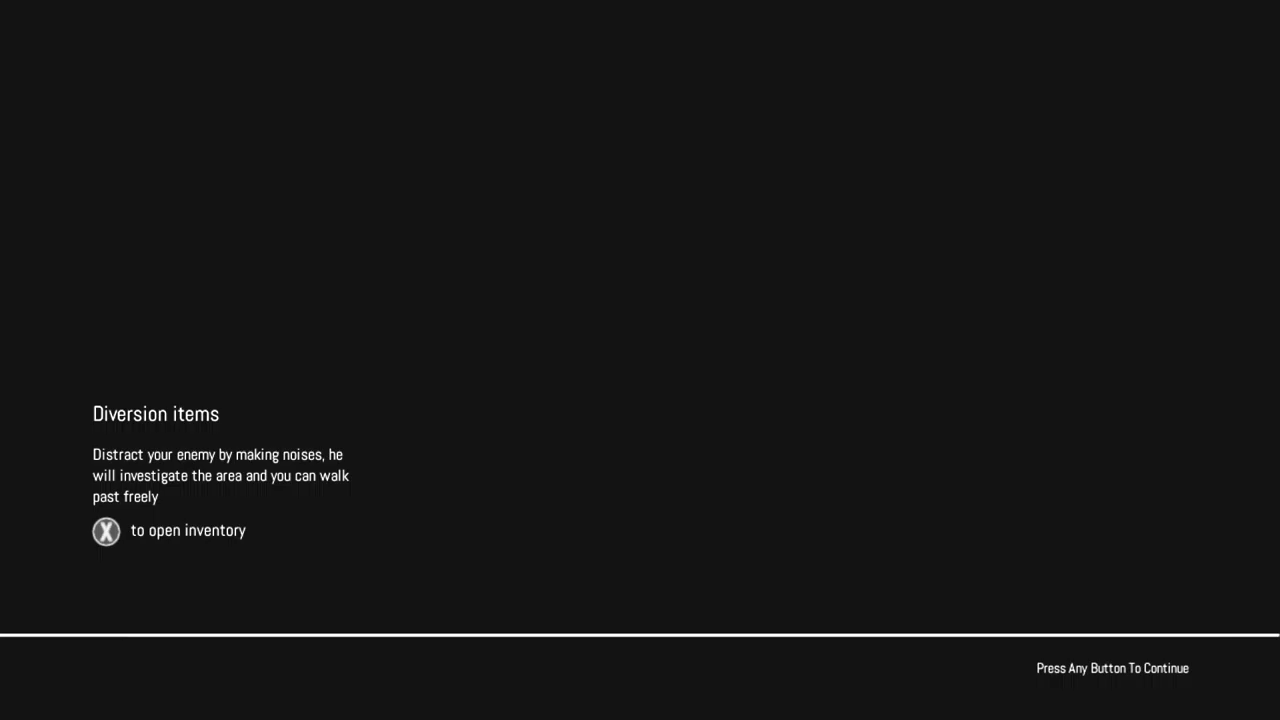 Diversion items
Distract your enemy by making noises, he
will investigate the area and you can walk
past freely
X to open inventory
Press Any Button To Continue